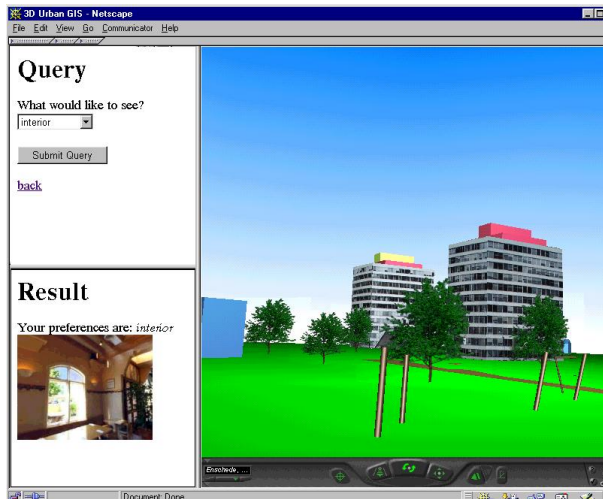 3D Urban GIS - Netscape
File Edit View Go Communicator Help
Query
What would like to see?
interior
Submit Query
back
Result
Your preferences are: interior
Enschede, ...
Document: Done